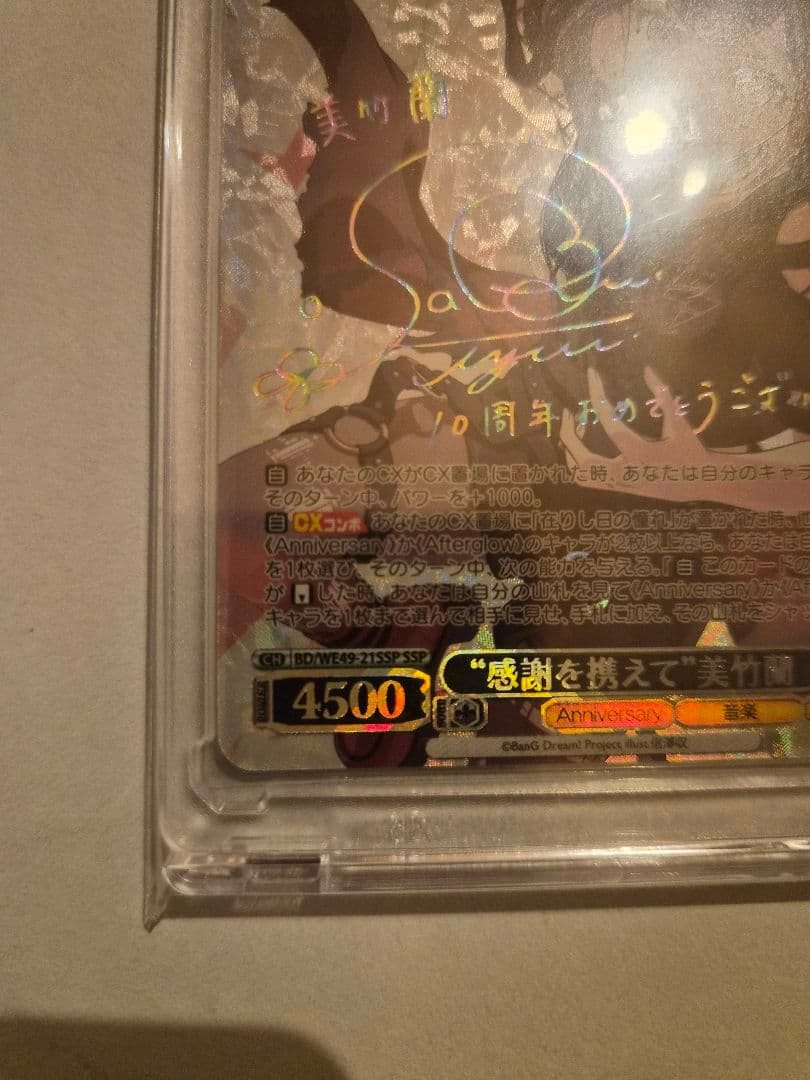 美竹蘭
Sakura
Ayui
10周年おめでとうござ
自 あなたのCXがCX置場に置かれた時、あなたは自分のキャラ
そのターン中、パワーを+1000。
自 CXコンボ あなたのCX置場に「在りし日の憧れ」が置かれた時、
《Anniversary》か《Afterglow》のキャラが2枚以上なら、あなたは
を1枚選び、そのターン中、次の能力を与える。『自 このカードの
が した時、あなたは自分の山札を見て《Anniversary》か《A
キャラを1枚まで選んで相手に見せ、手札に加え、その山札をシャ
CH BD/WE49-21SSP SSP
4500
“感謝を携えて”美竹蘭
Anniversary 音楽
©BanG Dream! Project illust.